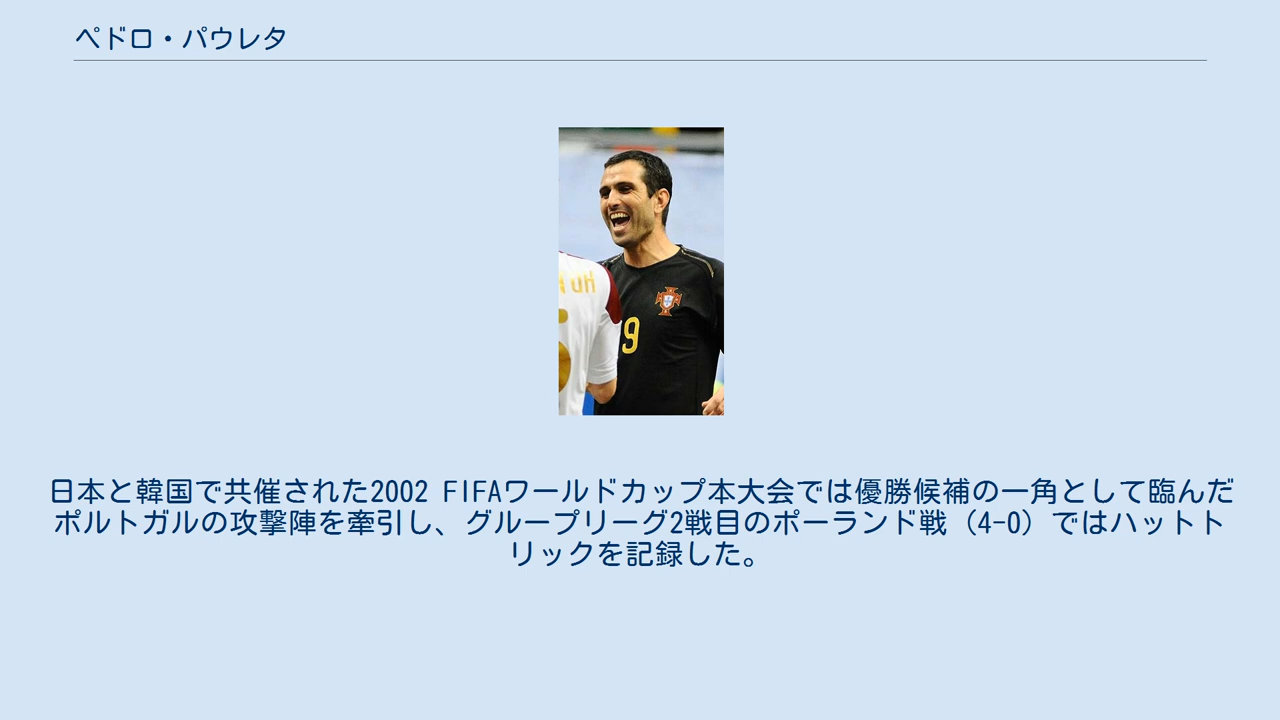 ペドロ・パウレタ
9
日本と韓国で共催された2002 FIFAワールドカップ本大会では優勝候補の一角として臨んだ
ポルトガルの攻撃陣を牽引し、グループリーグ2戦目のポーランド戦（4-0）ではハットト
リックを記録した。